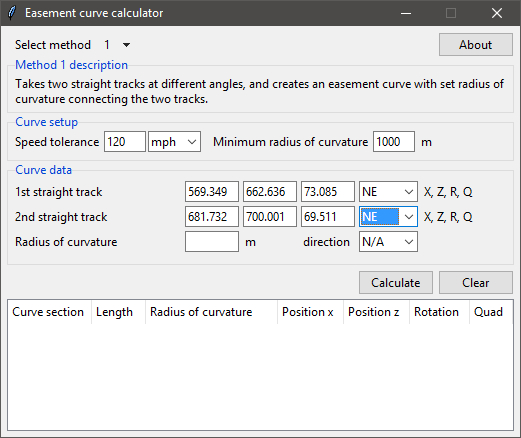 Easement curve calculator
Select method 1 About
Method 1 description
Takes two straight tracks at different angles, and creates an easement curve with set radius of
curvature connecting the two tracks.
Curve setup
Speed tolerance 120 mph Minimum radius of curvature 1000 m
Curve data
1st straight track 569.349 662.636 73.085 NE X, Z, R, Q
2nd straight track 681.732 700.001 69.511 NE X, Z, R, Q
Radius of curvature m direction N/A
Calculate Clear
Curve section Length Radius of curvature Position x Position z Rotation Quad